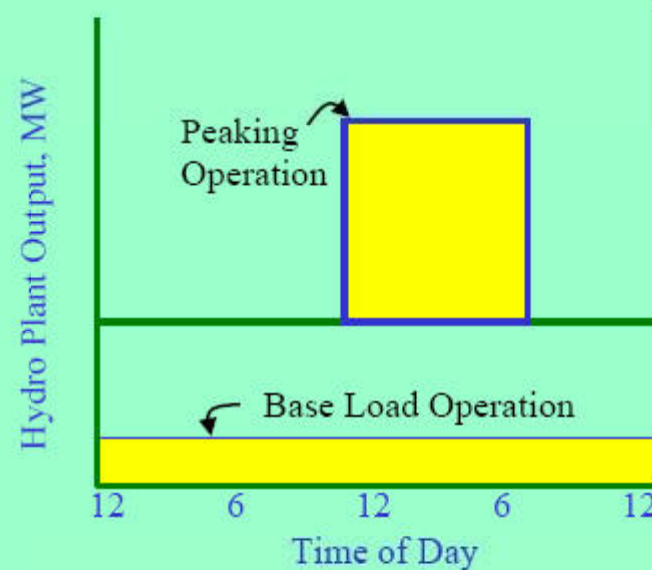 Hydro Plant Output, MW
Peaking
Operation
Base Load Operation
12 6 12 6 12
Time of Day